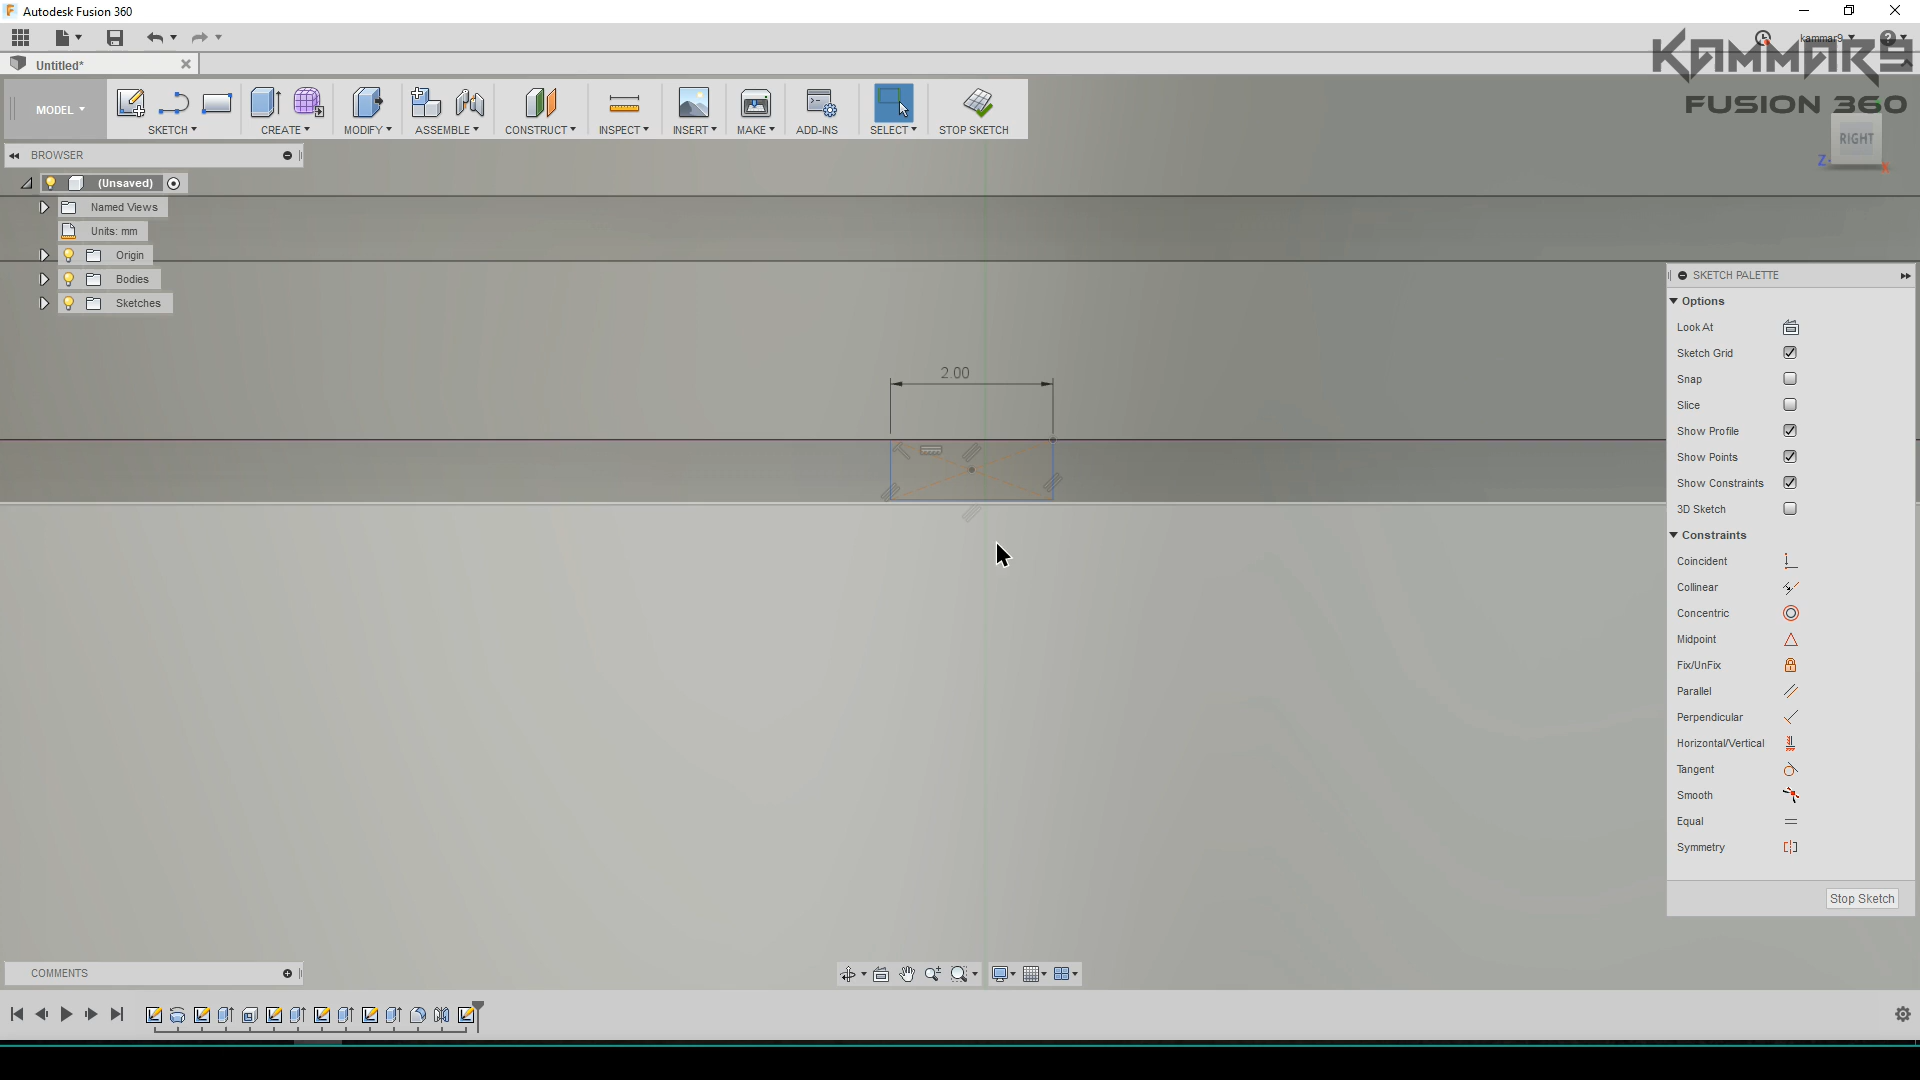 Autodesk Fusion 360
kammar9
KAMMAR9
FUSION 360
Untitled*
MODEL
SKETCH
CREATE
MODIFY
ASSEMBLE
CONSTRUCT
INSPECT
INSERT
MAKE
ADD-INS
SELECT
STOP SKETCH
RIGHT
Z
X
BROWSER
(Unsaved)
Named Views
Units: mm
Origin
Bodies
Sketches
2.00
SKETCH PALETTE
Options
Look At
Sketch Grid
Snap
Slice
Show Profile
Show Points
Show Constraints
3D Sketch
Constraints
Coincident
Collinear
Concentric
Midpoint
Fix/UnFix
Parallel
Perpendicular
Horizontal/Vertical
Tangent
Smooth
Equal
Symmetry
Stop Sketch
COMMENTS